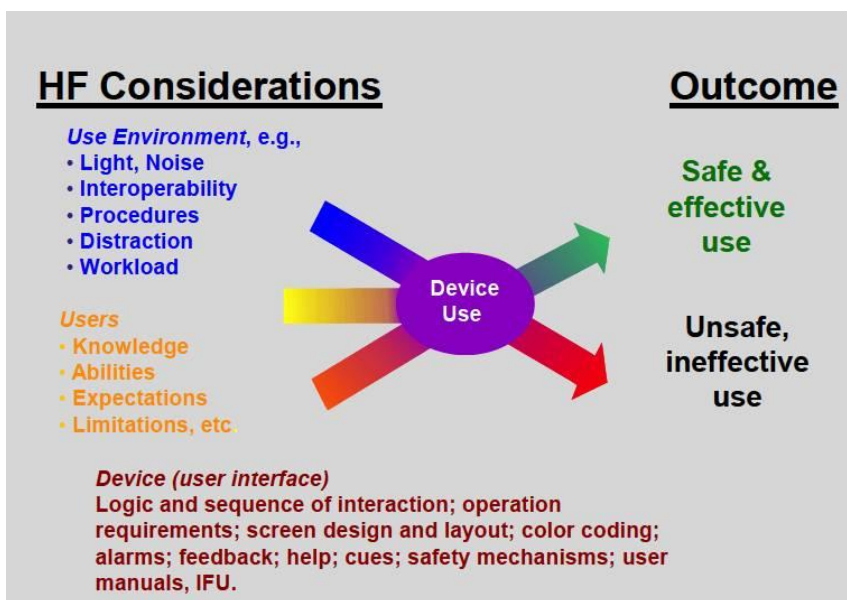 HF Considerations
Use Environment, e.g.,
• Light, Noise
• Interoperability
• Procedures
• Distraction
• Workload
Users
• Knowledge
• Abilities
• Expectations
• Limitations, etc.
Device (user interface)
Logic and sequence of interaction; operation
requirements; screen design and layout; color coding;
alarms; feedback; help; cues; safety mechanisms; user
manuals, IFU.
Device
Use
Outcome
Safe &
effective
use
Unsafe,
ineffective
use